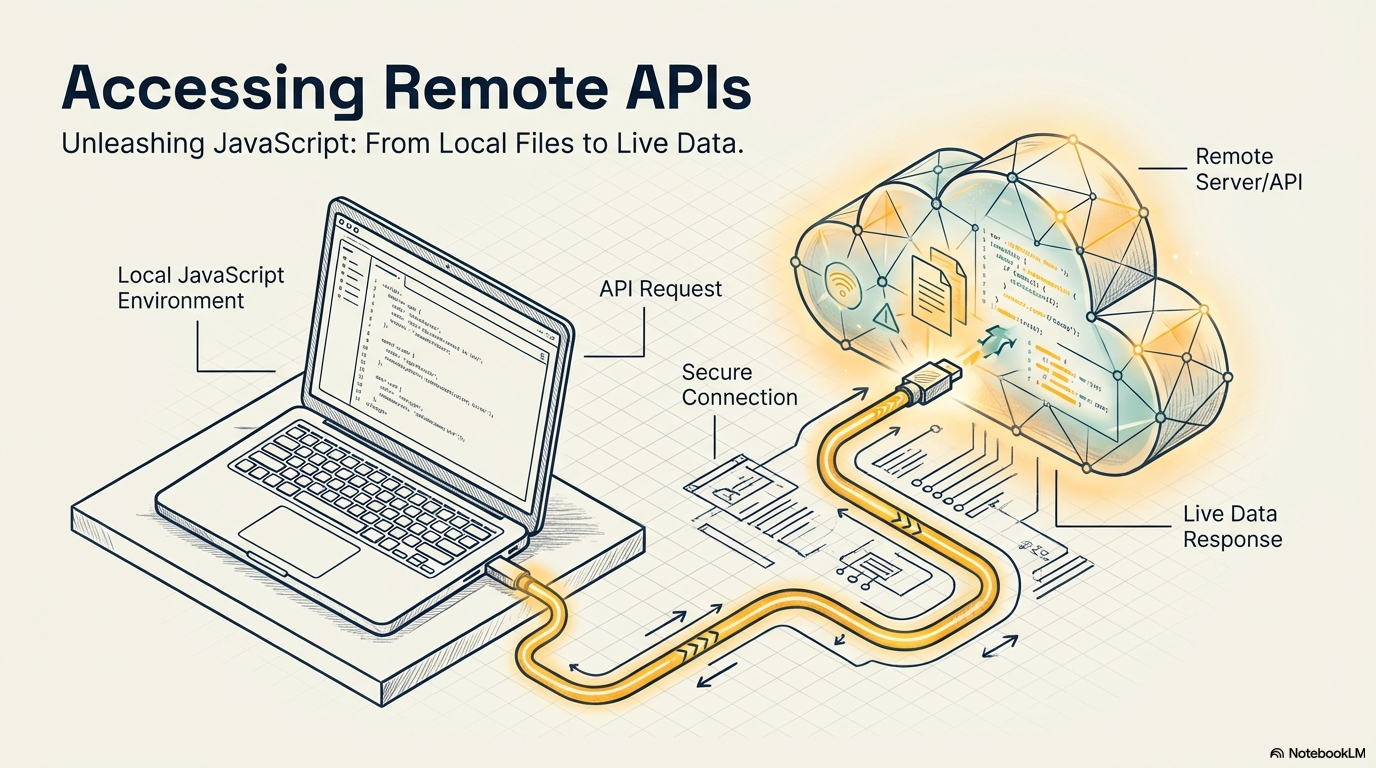 Accessing Remote APIs
Unleashing JavaScript: From Local Files to Live Data.
Remote
Server/API
Local JavaScript
Environment
API Request
Secure
Connection
Live Data
Response
NotebookLM